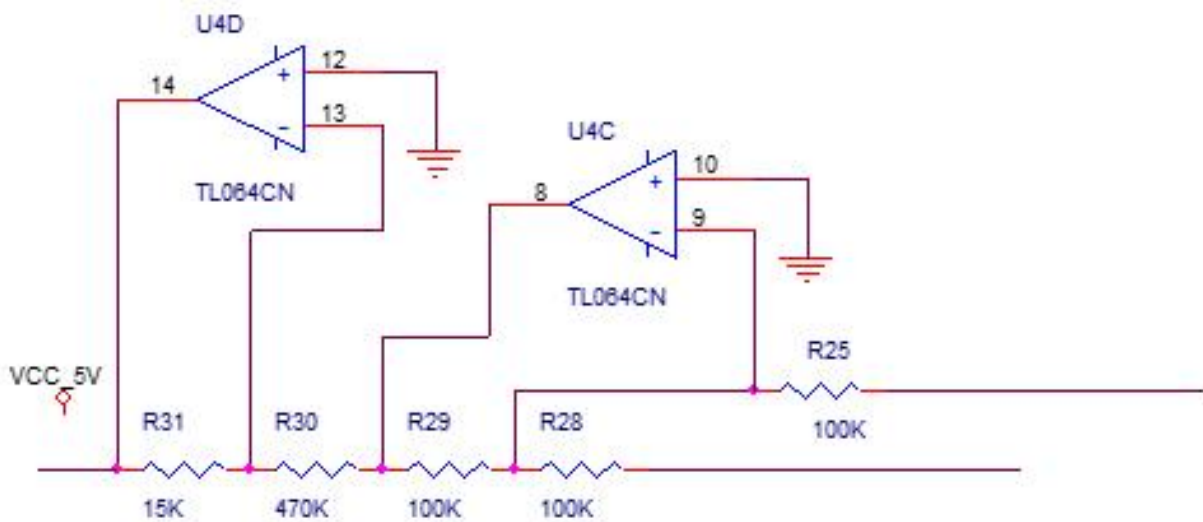 U4D
12
+
14
13
-
U4C
TL064CN
10
8
+
9
-
TL064CN
R25
VCC_5V
R31
R30
R29
R28
100K
15K
470K
100K
100K